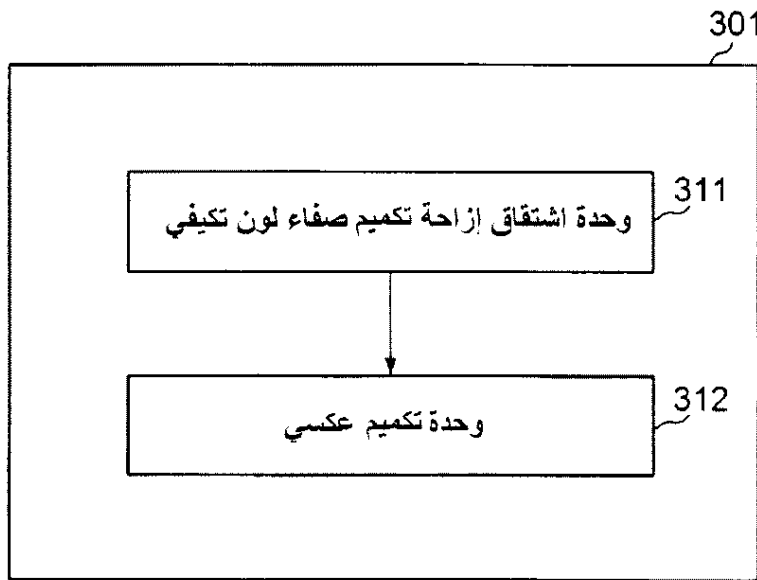 301
وحدة اشتقاق إزاحة تكميم صفاء لون تكيفي
311
وحدة تكميم عكسي
312